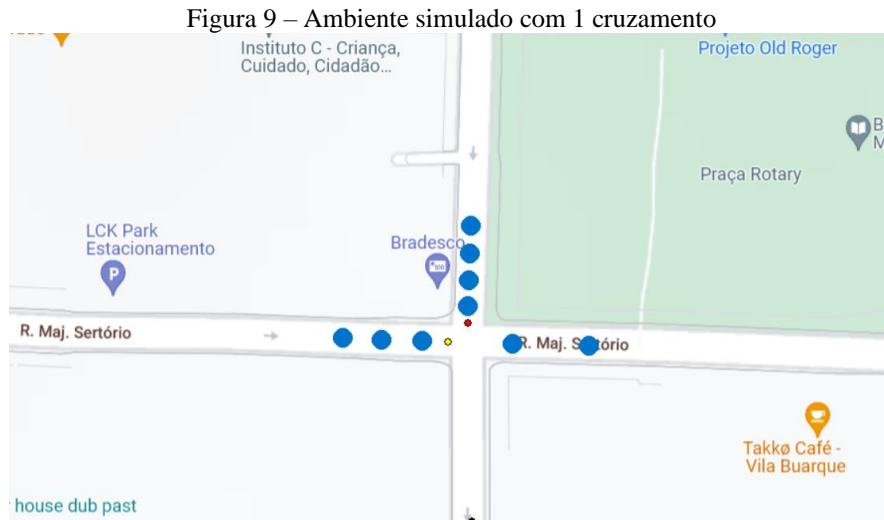 Figura 9 – Ambiente simulado com 1 cruzamento
Instituto C - Criança,
Cuidado, Cidadão...
Projeto Old Roger
B
M
Praça Rotary
LCK Park
Estacionamento
P
Bradesco
R. Maj. Sertório
R. Maj. Sertório
Takkø Café -
Vila Buarque
house dub past